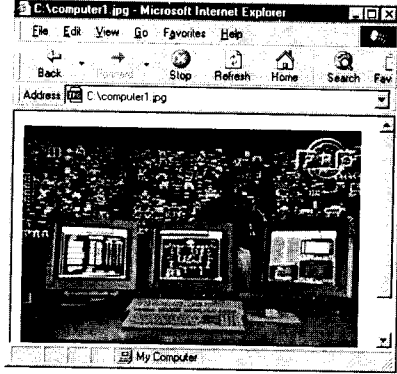 C:\computer1.jpg - Microsoft Internet Explorer
File Edit View Go Favorites Help
Back Forward Stop Refresh Home Search Fav
Address C:\computer1.jpg
My Computer